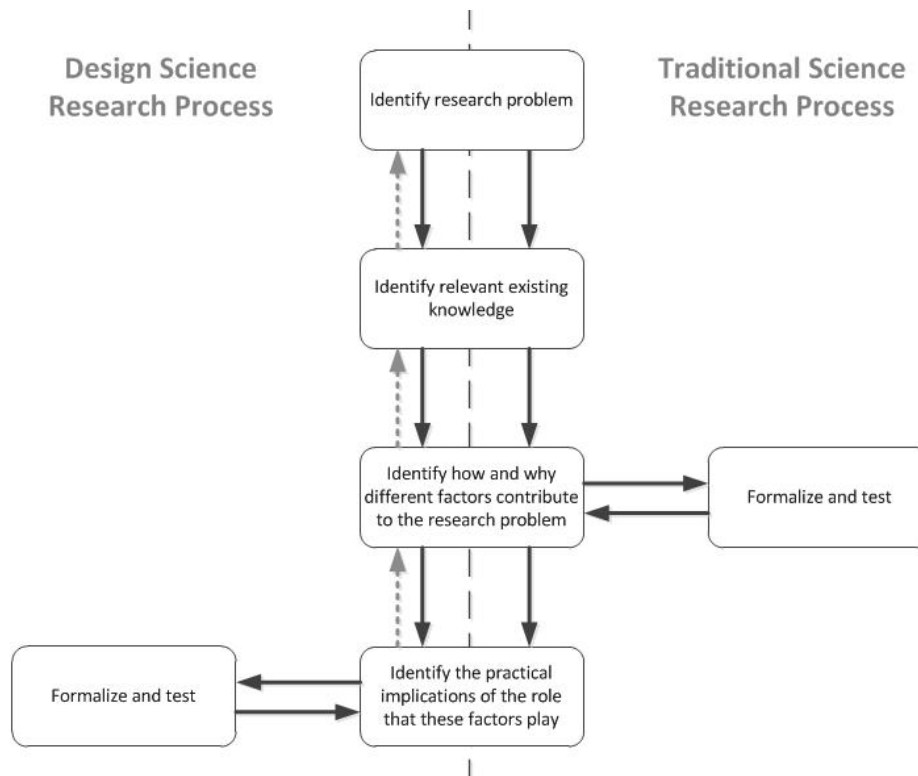 Design Science
Research Process
Traditional Science
Research Process
Identify research problem
Identify relevant existing
knowledge
Identify how and why
different factors contribute
to the research problem
Formalize and test
Identify the practical
implications of the role
that these factors play
Formalize and test